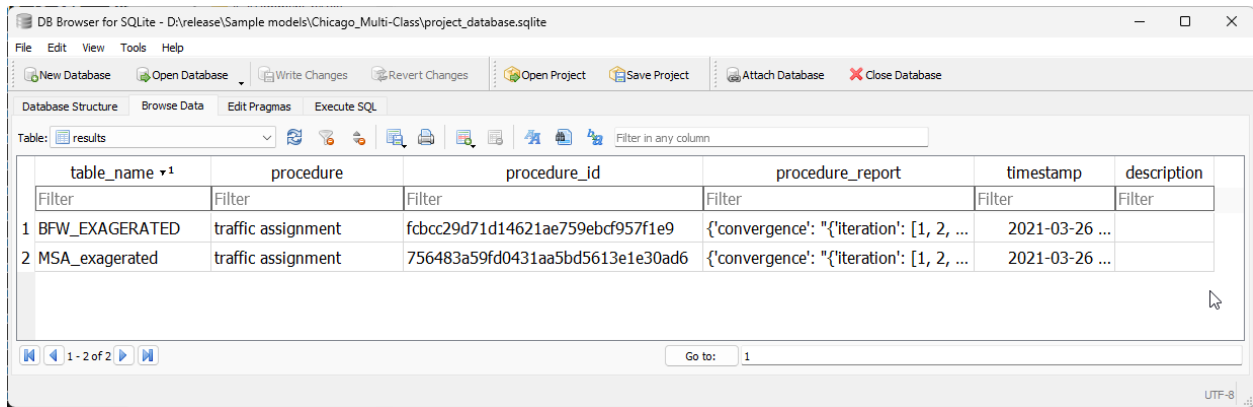 DB Browser for SQLite - D:\release\Sample models\Chicago_Multi-Class\project_database.sqlite
File Edit View Tools Help
New Database Open Database Write Changes Revert Changes Open Project Save Project Attach Database Close Database
Database Structure Browse Data Edit Pragmas Execute SQL
Table: results Filter in any column
table_name ▾1 procedure procedure_id procedure_report timestamp description
Filter Filter Filter Filter Filter Filter
1 BFW_EXAGERATED traffic assignment fcbcc29d71d14621ae759ebcf957f1e9 {'convergence': "{'iteration': [1, 2, ... 2021-03-26 ...
2 MSA_exagerated traffic assignment 756483a59fd0431aa5bd5613e1e30ad6 {'convergence': "{'iteration': [1, 2, ... 2021-03-26 ...
1 - 2 of 2 Go to: 1
UTF-8